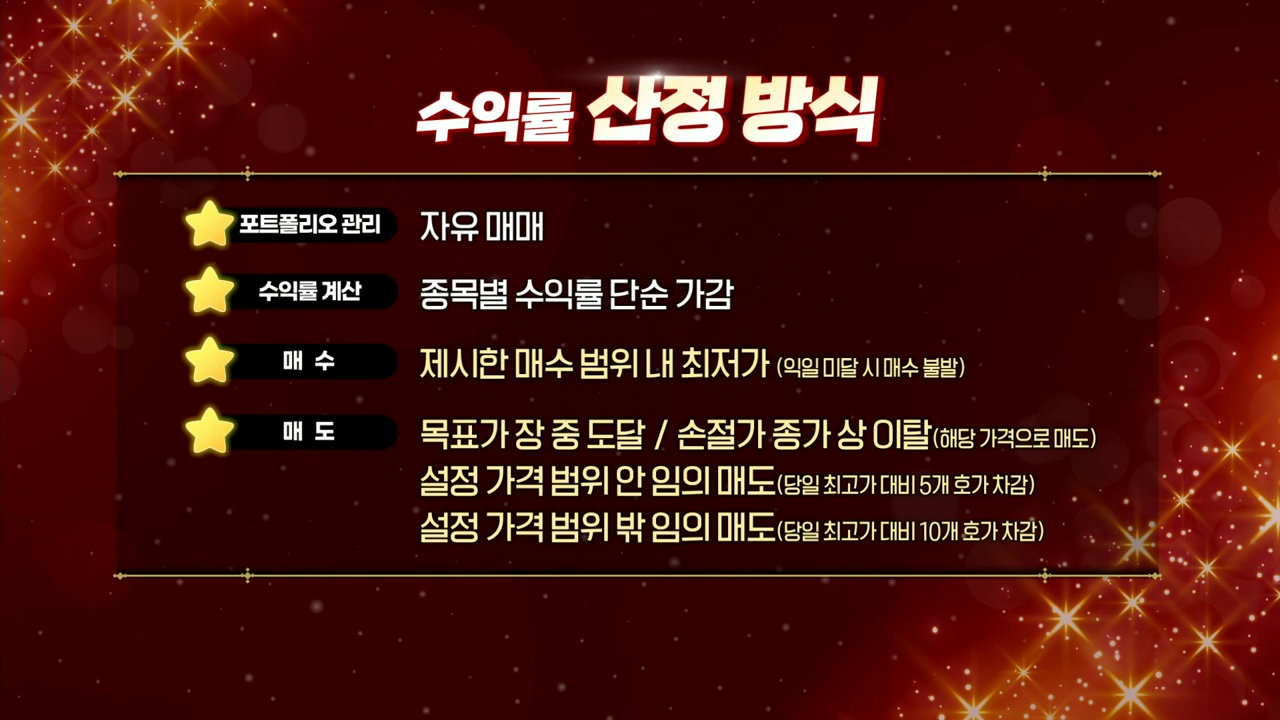 수익률 산정 방식
포트폴리오 관리 자유 매매
수익률 계산 종목별 수익률 단순 가감
매 수 제시한 매수 범위 내 최저가 (익일 미달 시 매수 불발)
매 도 목표가 장 중 도달 / 손절가 종가 상 이탈(해당 가격으로 매도)
설정 가격 범위 안 임의 매도(당일 최고가 대비 5개 호가 차감)
설정 가격 범위 밖 임의 매도(당일 최고가 대비 10개 호가 차감)